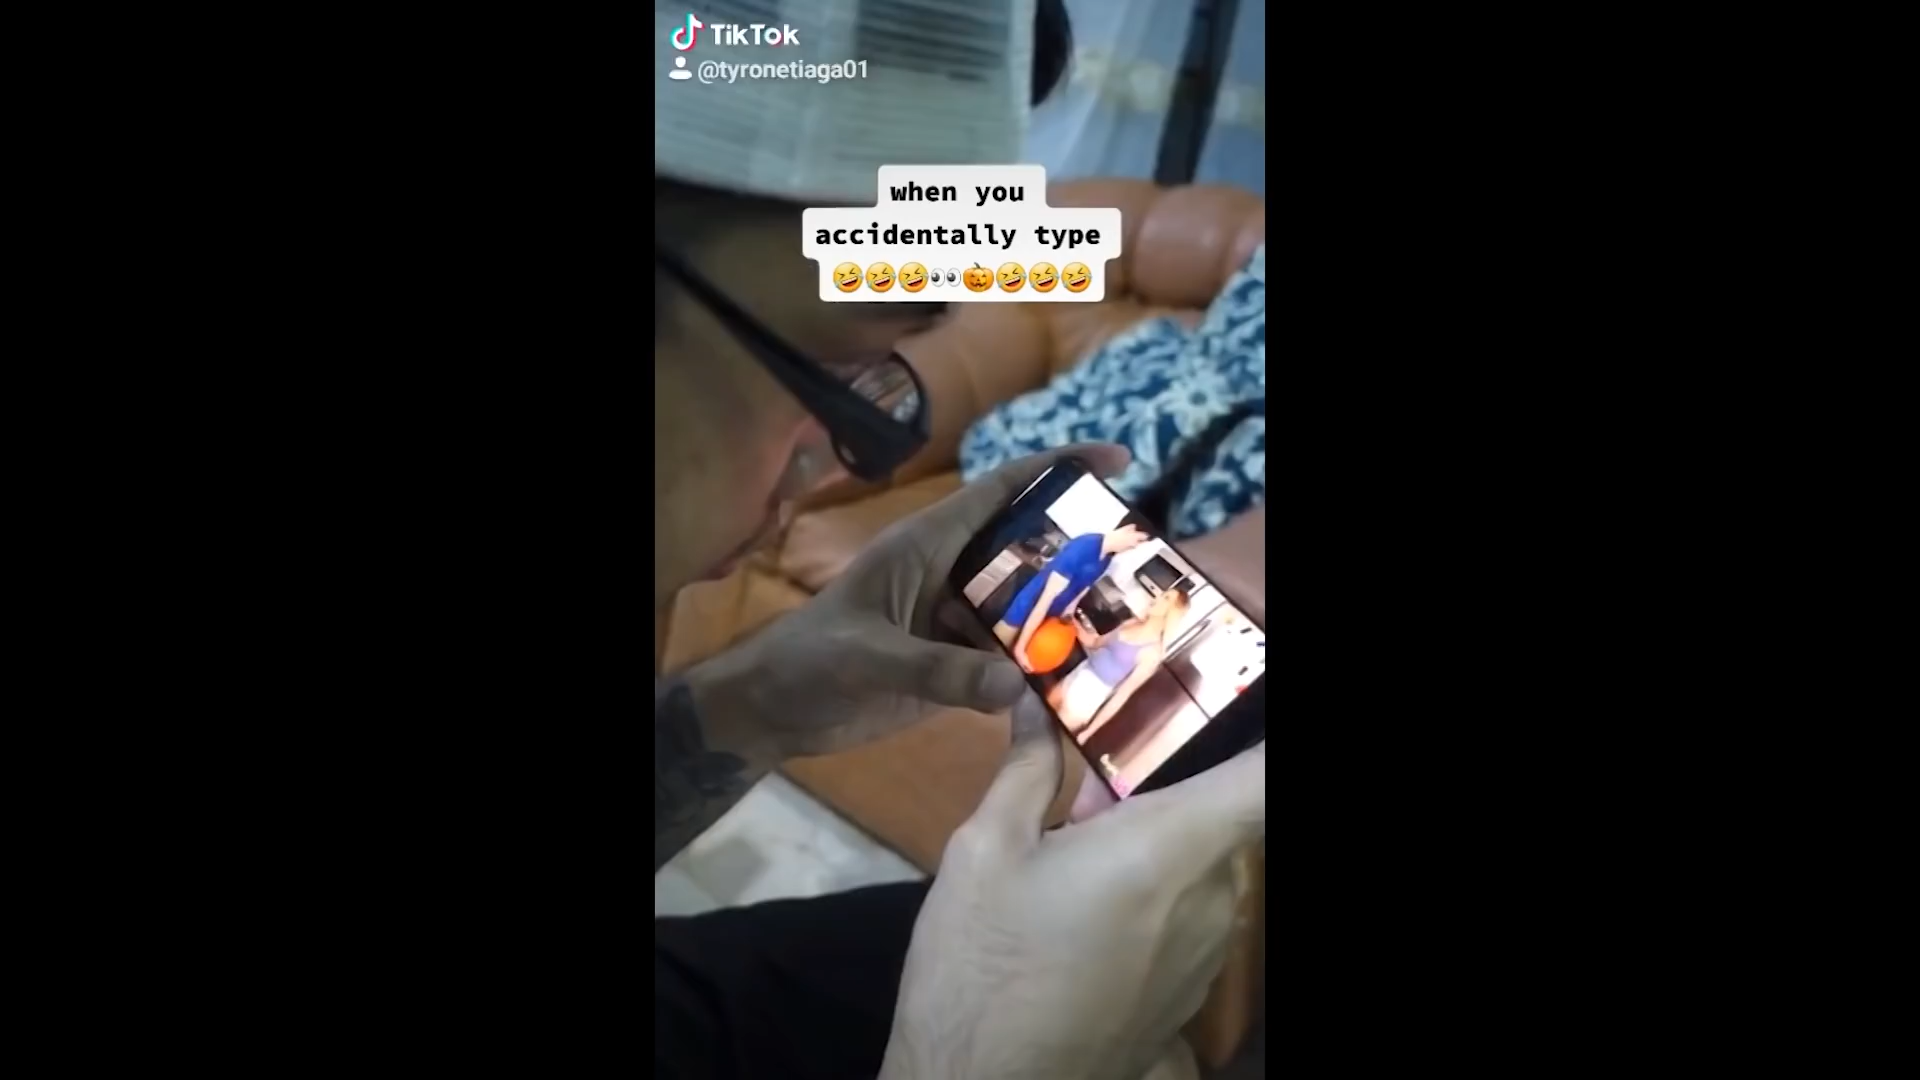 TikTok
@tyronetiaga01
when you
accidentally type
🤣🤣🤣👀🎃🤣🤣🤣